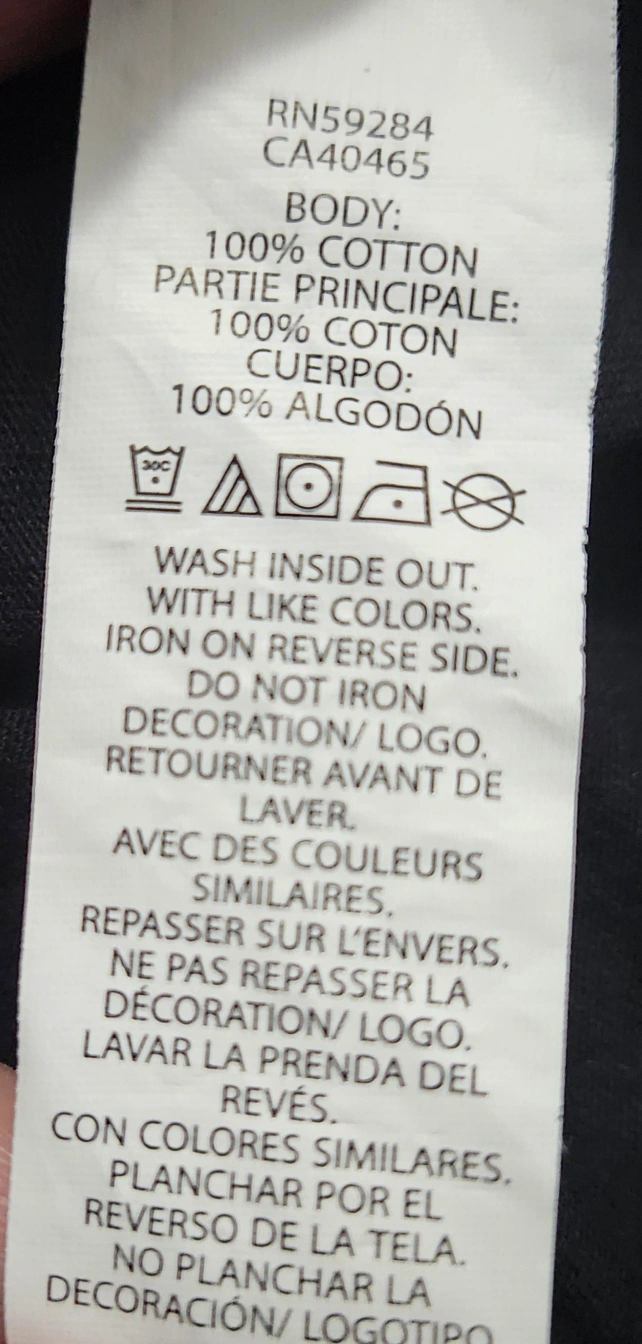 RN59284
CA40465
BODY:
100% COTTON
PARTIE PRINCIPALE:
100% COTON
CUERPO:
100% ALGODÓN
30C
WASH INSIDE OUT.
WITH LIKE COLORS.
IRON ON REVERSE SIDE.
DO NOT IRON
DECORATION/ LOGO.
RETOURNER AVANT DE
LAVER.
AVEC DES COULEURS
SIMILAIRES.
REPASSER SUR L'ENVERS.
NE PAS REPASSER LA
DÉCORATION/ LOGO.
LAVAR LA PRENDA DEL
REVÉS.
CON COLORES SIMILARES.
PLANCHAR POR EL
REVERSO DE LA TELA.
NO PLANCHAR LA
DECORACIÓN/ LOGOTIPO